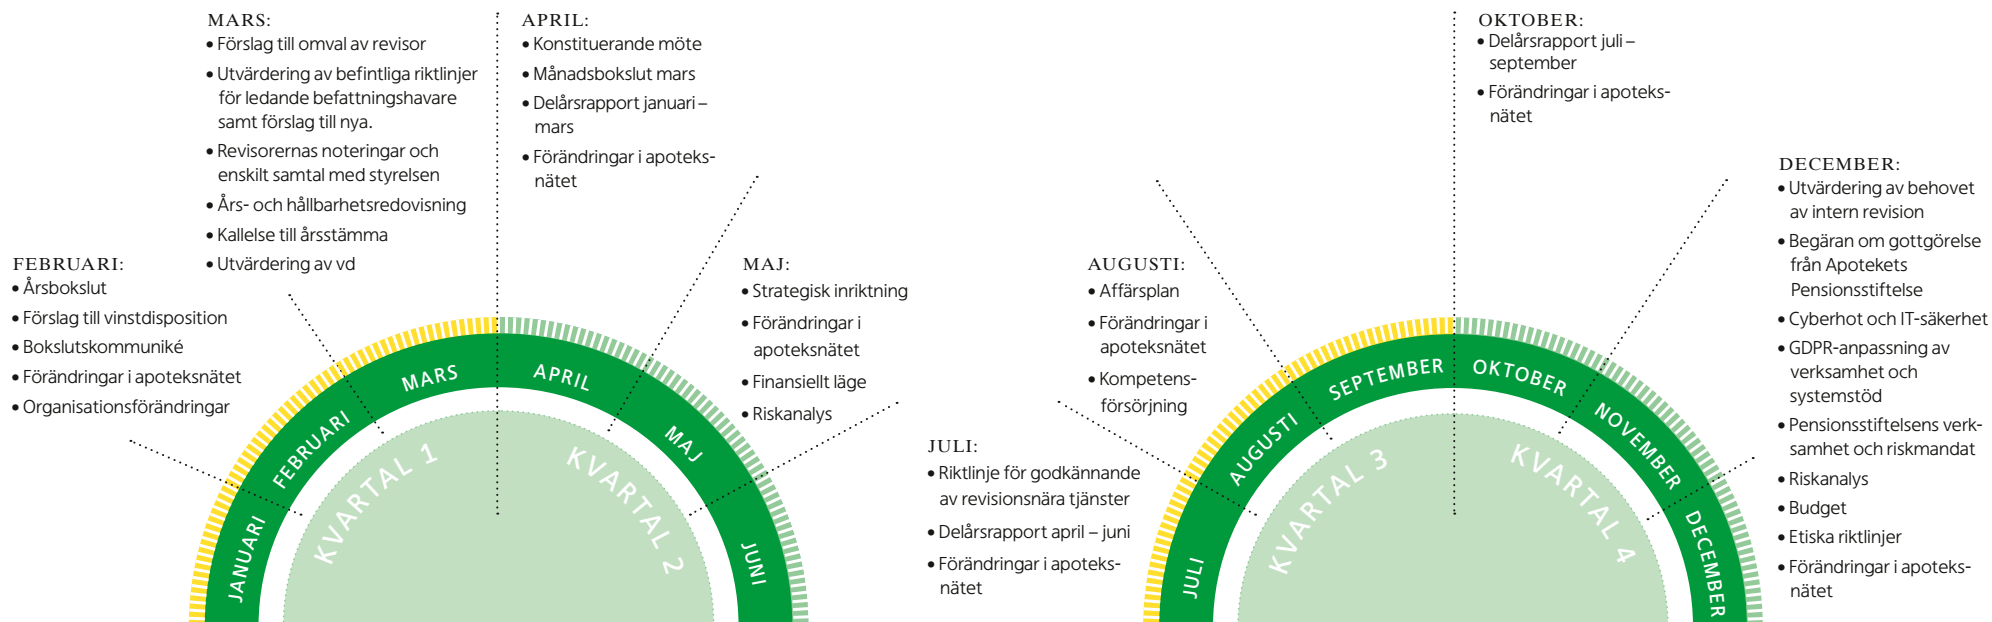 MARS:
• Förslag till omval av revisor
• Utvärdering av befintliga riktlinjer
för ledande befattningshavare
samt förslag till nya.
• Revisorernas noteringar och
enskilt samtal med styrelsen
• Års- och hållbarhetsredovisning
• Kallelse till årsstämma
• Utvärdering av vd
APRIL:
• Konstituerande möte
• Månadsbokslut mars
• Delårsrapport januari –
mars
• Förändringar i apoteks-
nätet
FEBRUARI:
• Årsbokslut
• Förslag till vinstdisposition
• Bokslutskommuniké
• Förändringar i apoteksnätet
• Organisationsförändringar
MAJ:
• Strategisk inriktning
• Förändringar i
apoteksnätet
• Finansiellt läge
• Riskanalys
JANUARI
FEBRUARI
MARS
APRIL
MAJ
JUNI
KVARTAL 1
KVARTAL 2
OKTOBER:
• Delårsrapport juli –
september
• Förändringar i apoteks-
nätet
AUGUSTI:
• Affärsplan
• Förändringar i
apoteksnätet
• Kompetens-
försörjning
JULI:
• Riktlinje för godkännande
av revisionsnära tjänster
• Delårsrapport april – juni
• Förändringar i apoteks-
nätet
DECEMBER:
• Utvärdering av behovet
av intern revision
• Begäran om gottgörelse
från Apotekets
Pensionsstiftelse
• Cyberhot och IT-säkerhet
• GDPR-anpassning av
verksamhet och
systemstöd
• Pensionsstiftelsens verk-
samhet och riskmandat
• Riskanalys
• Budget
• Etiska riktlinjer
• Förändringar i apoteks-
nätet
JULI
AUGUSTI
SEPTEMBER
OKTOBER
NOVEMBER
DECEMBER
KVARTAL 3
KVARTAL 4